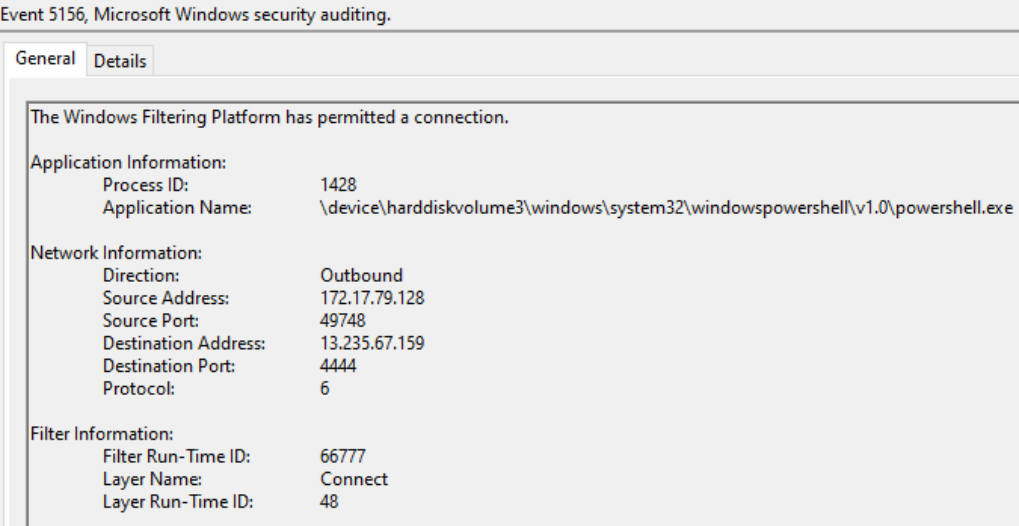 Event 5156, Microsoft Windows security auditing.
General Details
The Windows Filtering Platform has permitted a connection.
Application Information:
Process ID: 1428
Application Name: \device\harddiskvolume3\windows\system32\windowspowershell\v1.0\powershell.exe
Network Information:
Direction: Outbound
Source Address: 172.17.79.128
Source Port: 49748
Destination Address: 13.235.67.159
Destination Port: 4444
Protocol: 6
Filter Information:
Filter Run-Time ID: 66777
Layer Name: Connect
Layer Run-Time ID: 48